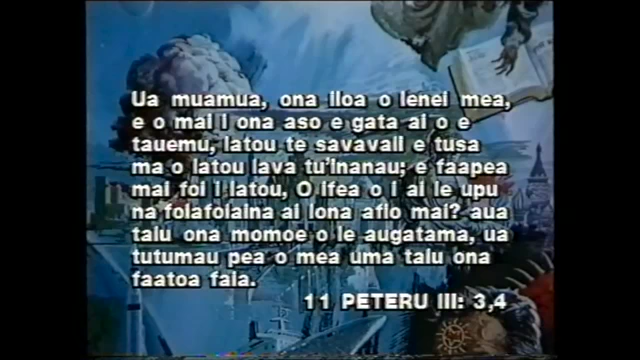 Ua muamua, ona iloa o lenei mea,
e o mai i ona aso e gata ai o e
tauemu, latou te savavali e tusa
ma o latou lava tu'inanau; e faapea
mai foi i latou, O ifea o i ai le upu
na folafolaina ai lona afio mai? aua
talu ona momoe o le augatama, ua
tutumau pea o mea uma talu ona
faatoa faia.
11 PETERU III: 3,4